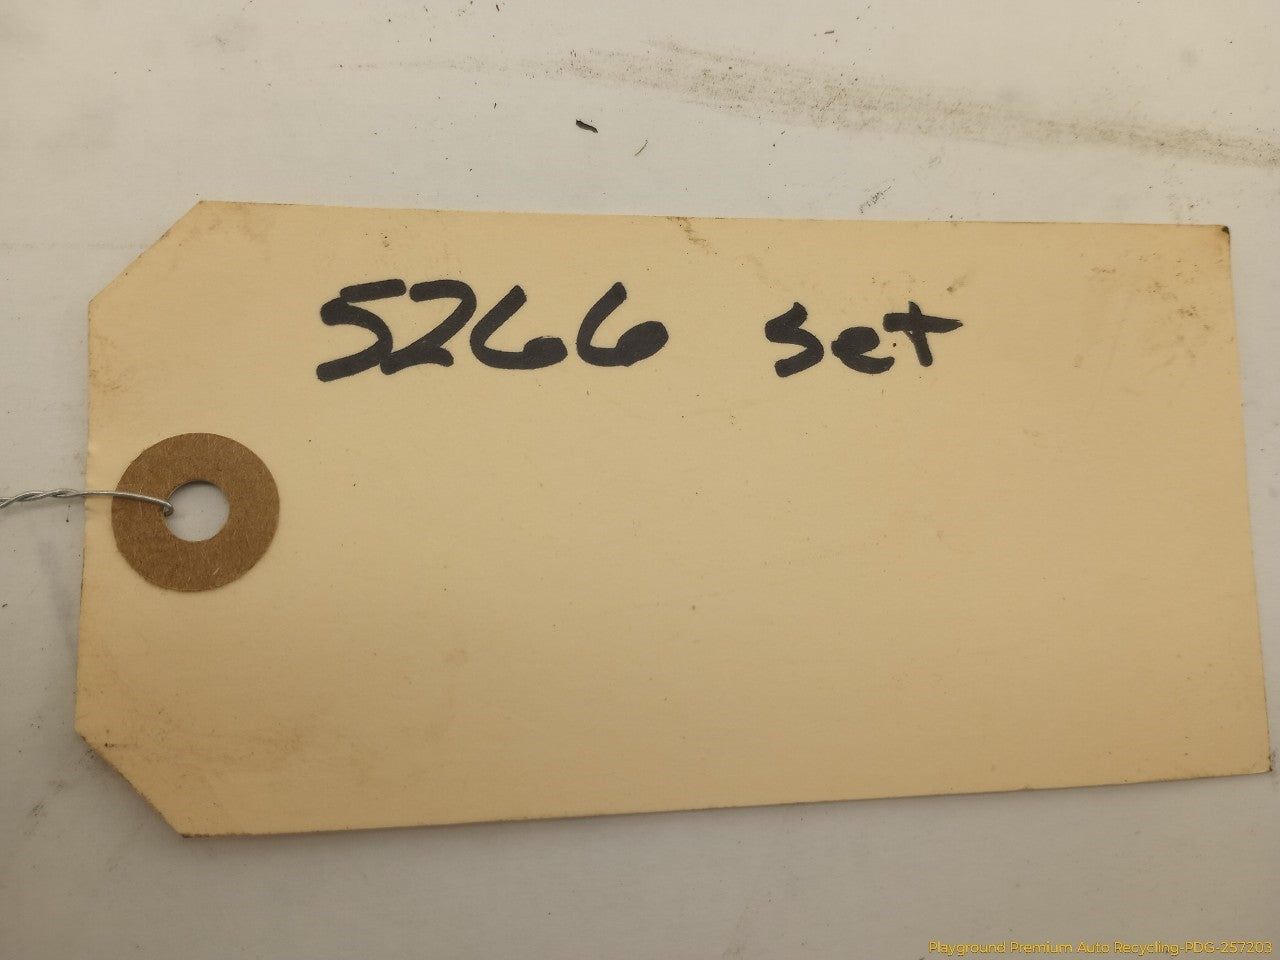 5266 set
Playground Premium Auto Recycling-PDG-257203